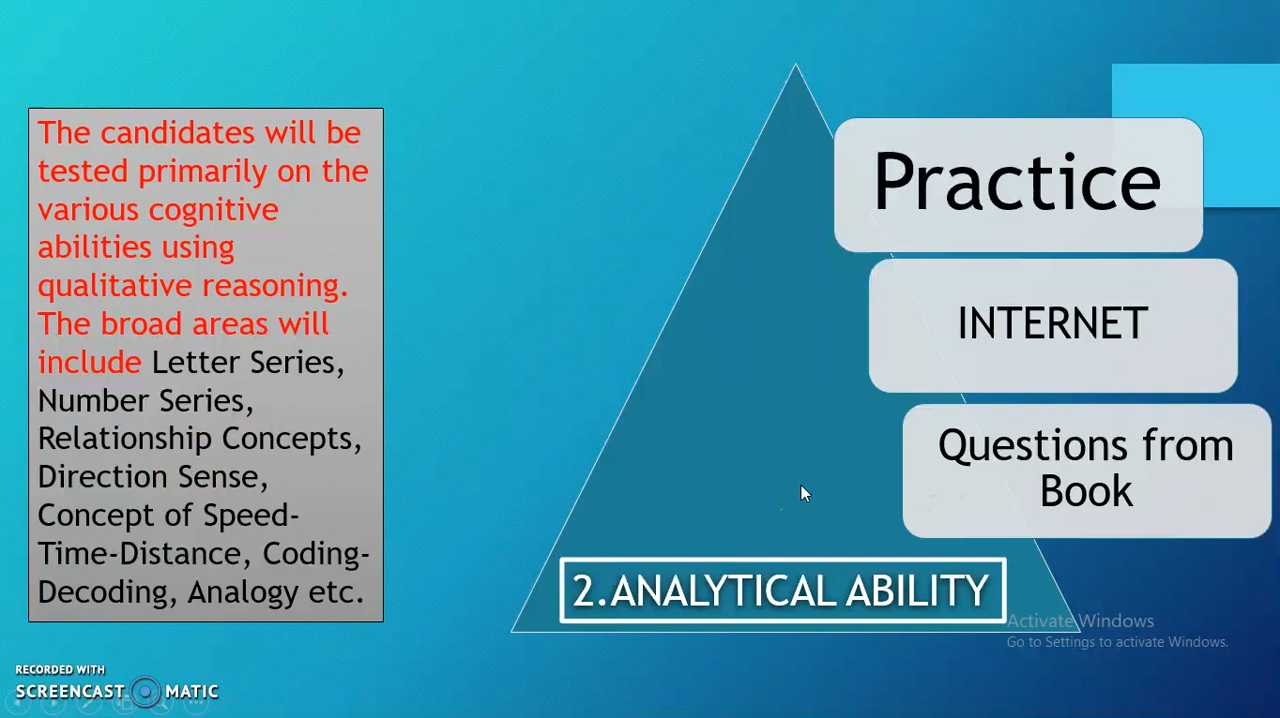 The candidates will be
tested primarily on the
various cognitive
abilities using
qualitative reasoning.
The broad areas will
include Letter Series,
Number Series,
Relationship Concepts,
Direction Sense,
Concept of Speed-
Time-Distance, Coding-
Decoding, Analogy etc.
Practice
INTERNET
Questions from
Book
2.ANALYTICAL ABILITY
Activate Windows
Go to Settings to activate Windows.
RECORDED WITH
SCREENCAST MATIC